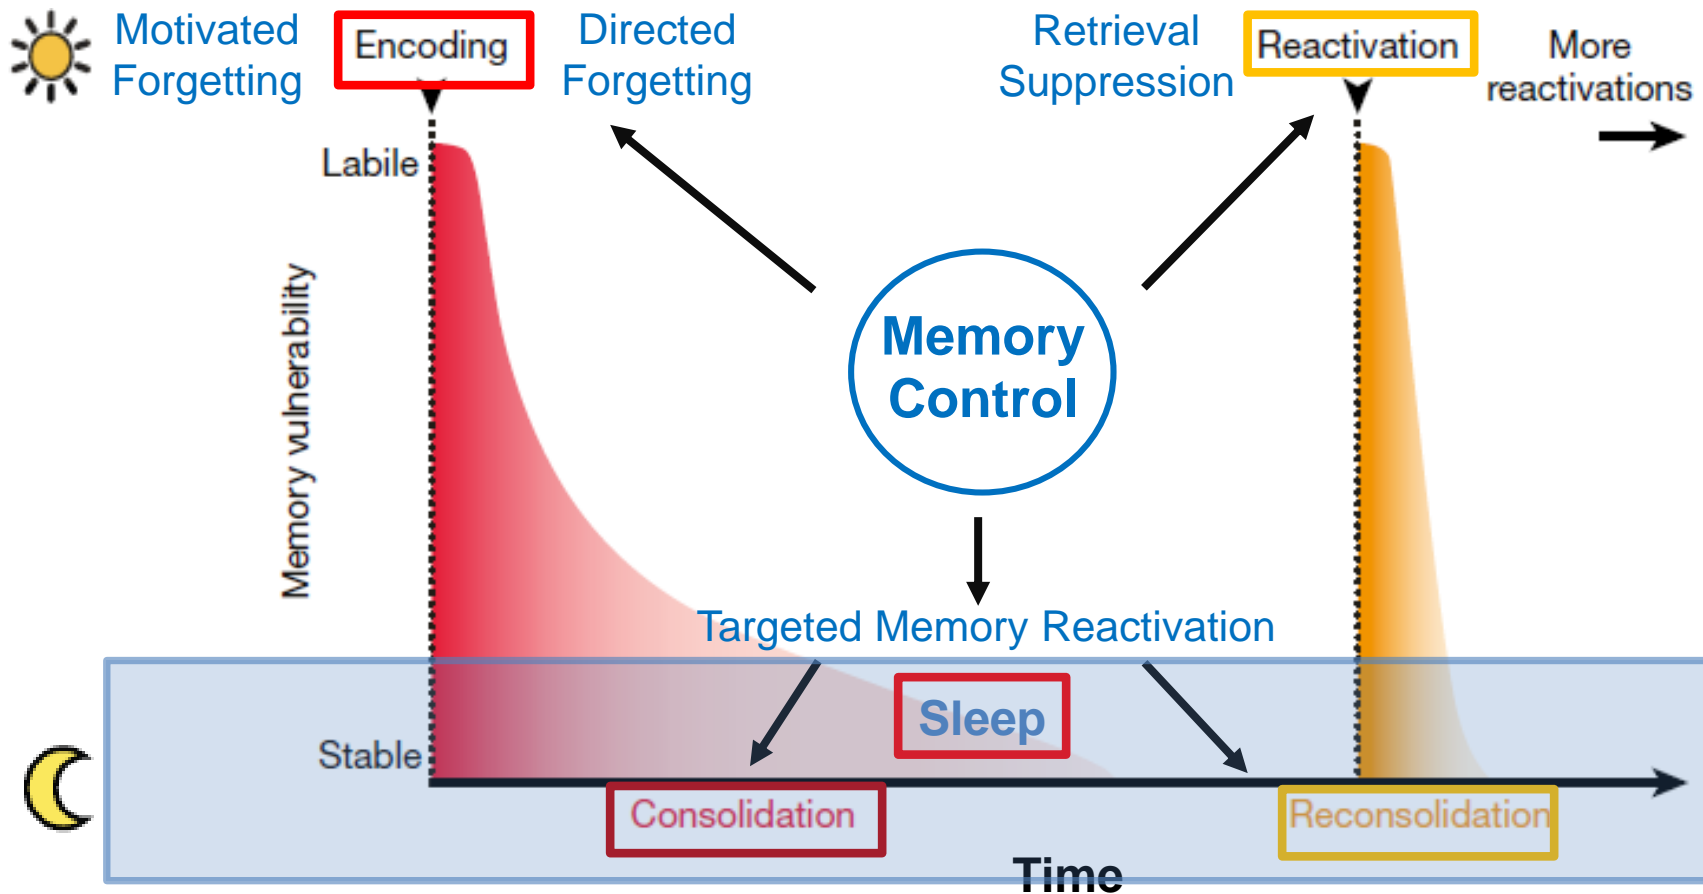 Motivated
Forgetting
Encoding
Directed
Forgetting
Retrieval
Suppression
Reactivation
More
reactivations
Labile
Memory vulnerability
Memory
Control
Targeted Memory Reactivation
Sleep
Stable
Consolidation
Reconsolidation
Time